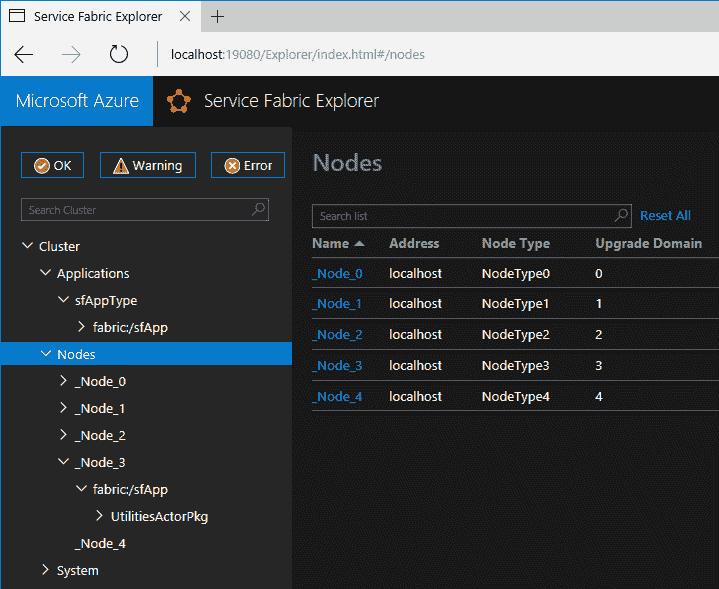 Service Fabric Explorer
localhost:19080/Explorer/index.html#/nodes
Microsoft Azure
Service Fabric Explorer
OK
Warning
Error
Search Cluster
Cluster
Applications
sfAppType
fabric:/sfApp
Nodes
_Node_0
_Node_1
_Node_2
_Node_3
fabric:/sfApp
UtilitiesActorPkg
_Node_4
System
Nodes
Search list
Reset All
Name Address Node Type Upgrade Domain
_Node_0 localhost NodeType0 0
_Node_1 localhost NodeType1 1
_Node_2 localhost NodeType2 2
_Node_3 localhost NodeType3 3
_Node_4 localhost NodeType4 4